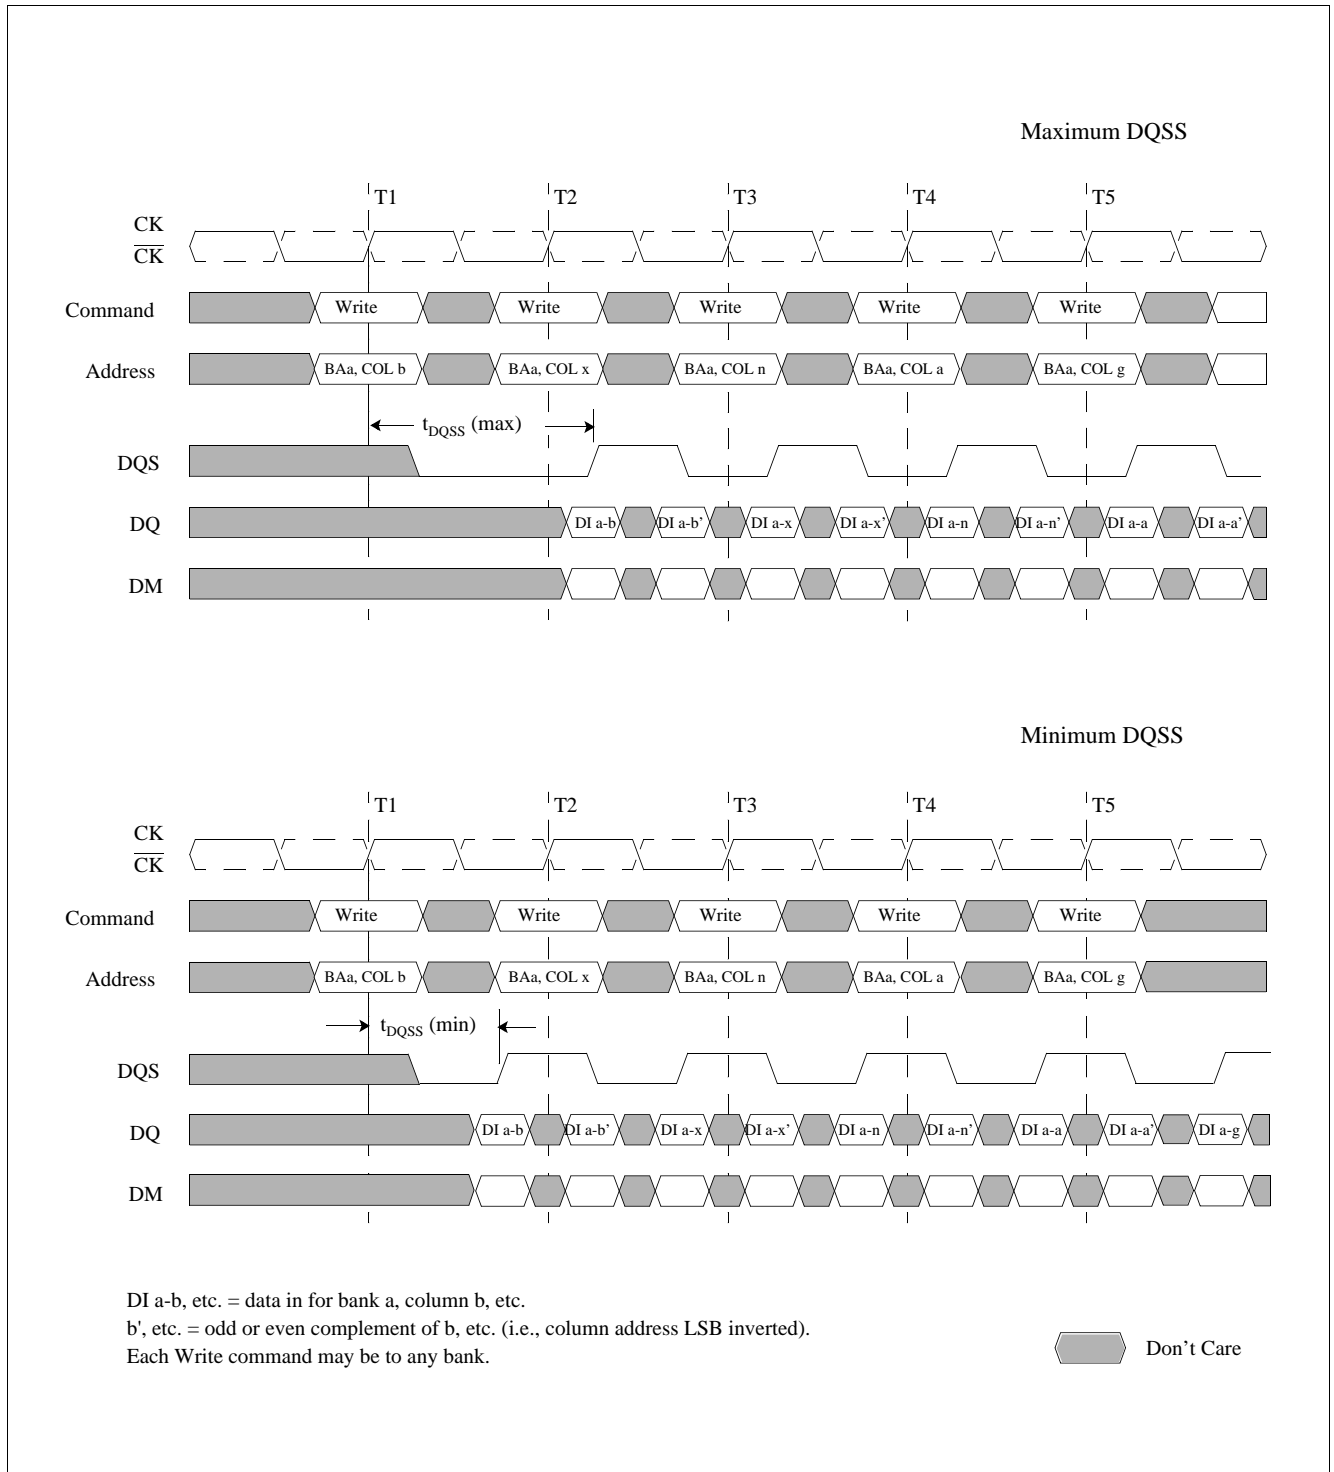 Maximum DQSS
T1 T2 T3 T4 T5
CK
CK
Command Write Write Write Write Write
Address BAa, COL b BAa, COL x BAa, COL n BAa, COL a BAa, COL g
tDQSS (max)
DQS
DQ DI a-b DI a-b’ DI a-x DI a-x’ DI a-n DI a-n’ DI a-a DI a-a’
DM
Minimum DQSS
T1 T2 T3 T4 T5
CK
CK
Command Write Write Write Write Write
Address BAa, COL b BAa, COL x BAa, COL n BAa, COL a BAa, COL g
tDQSS (min)
DQS
DQ DI a-b DI a-b’ DI a-x DI a-x’ DI a-n DI a-n’ DI a-a DI a-a’ DI a-g
DM
DI a-b, etc. = data in for bank a, column b, etc.
b', etc. = odd or even complement of b, etc. (i.e., column address LSB inverted).
Each Write command may be to any bank.
Don’t Care